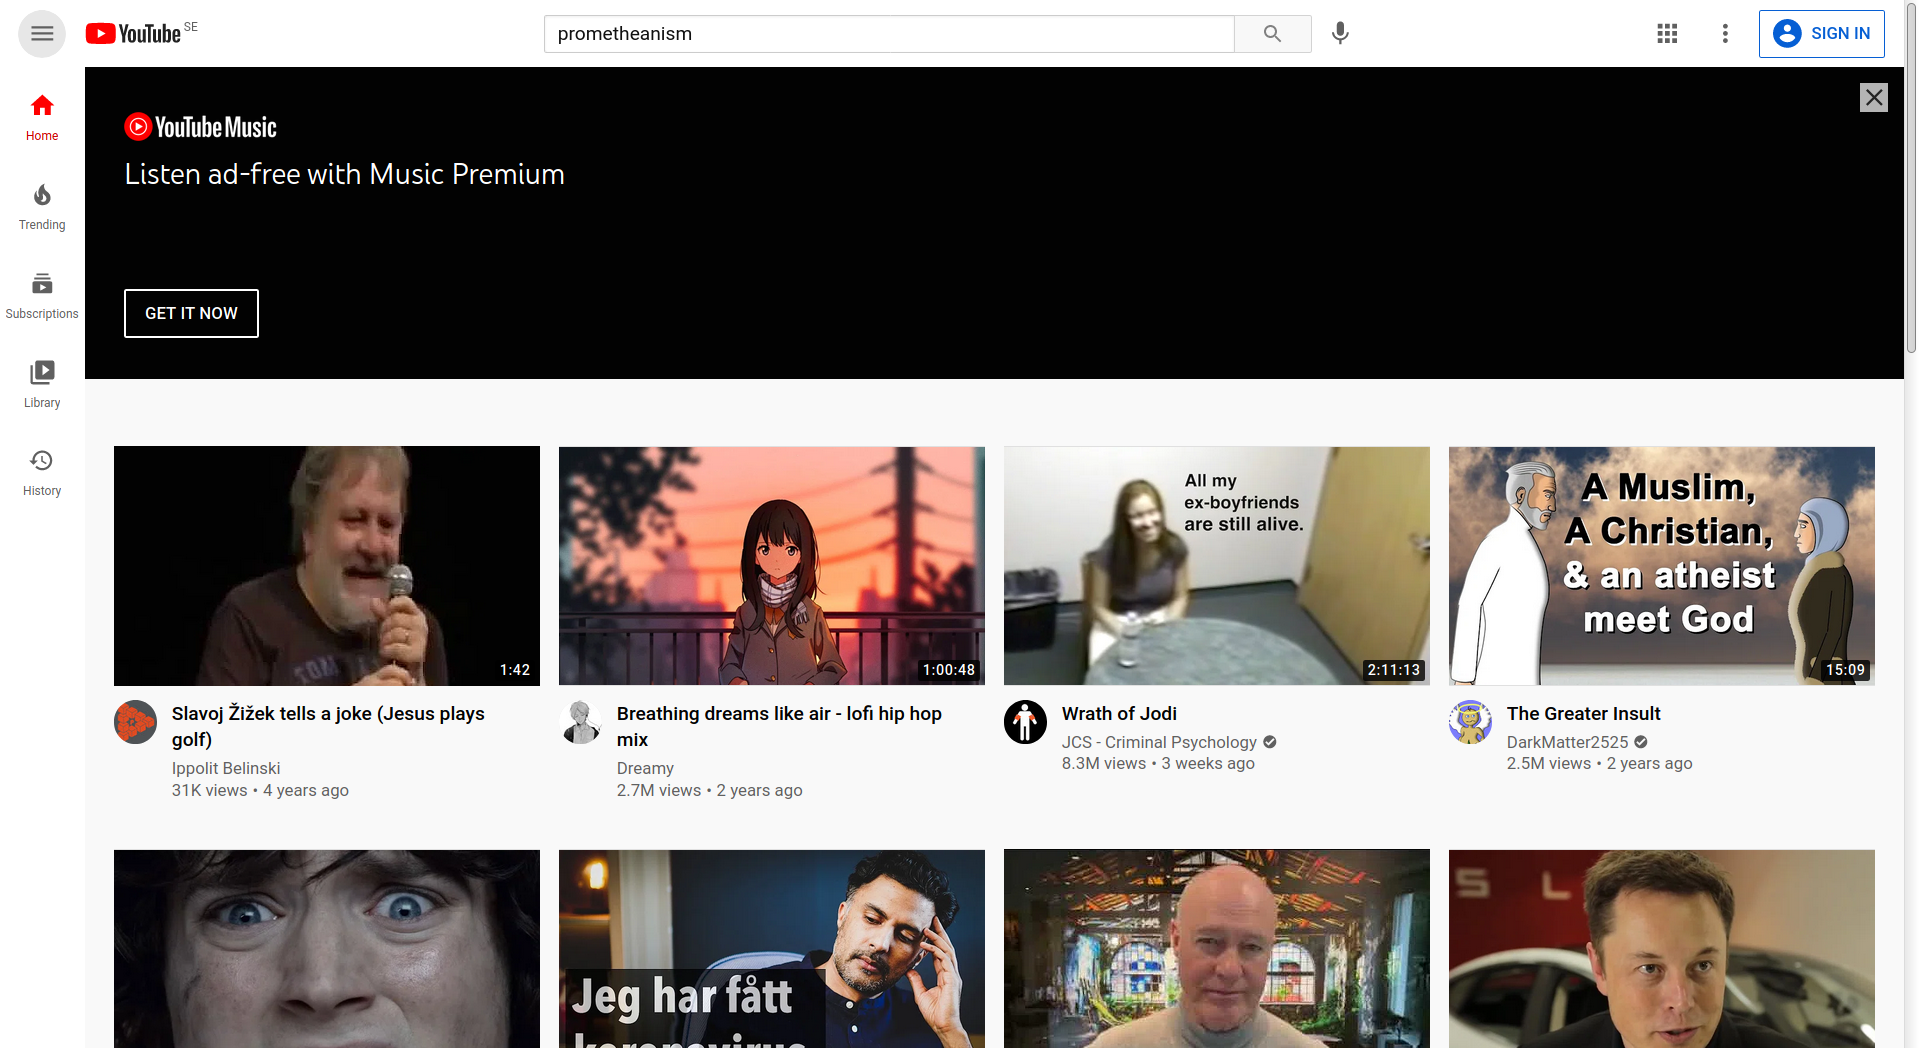 YouTube SE
prometheanism
SIGN IN
Home
Trending
Subscriptions
Library
History
YouTube Music
Listen ad-free with Music Premium
GET IT NOW
1:42
Slavoj Žižek tells a joke (Jesus plays
golf)
Ippolit Belinski
31K views • 4 years ago
1:00:48
Breathing dreams like air - lofi hip hop
mix
Dreamy
2.7M views • 2 years ago
All my
ex-boyfriends
are still alive.
2:11:13
Wrath of Jodi
JCS - Criminal Psychology
8.3M views • 3 weeks ago
A Muslim,
A Christian,
& an atheist
meet God
15:09
The Greater Insult
DarkMatter2525
2.5M views • 2 years ago
Jeg har fått
koronavirus
S L